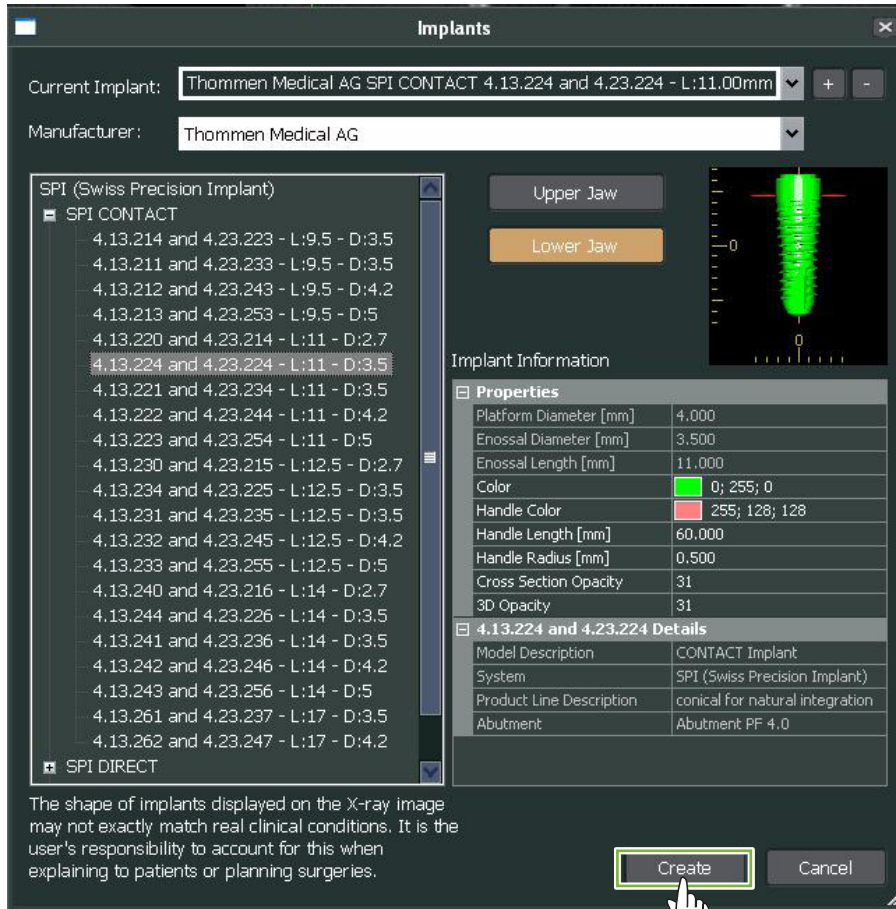 Implants
Current Implant: Thommen Medical AG SPI CONTACT 4.13.224 and 4.23.224 - L:11.00mm + -
Manufacturer: Thommen Medical AG
SPI (Swiss Precision Implant)
SPI CONTACT
4.13.214 and 4.23.223 - L:9.5 - D:3.5
4.13.211 and 4.23.233 - L:9.5 - D:3.5
4.13.212 and 4.23.243 - L:9.5 - D:4.2
4.13.213 and 4.23.253 - L:9.5 - D:5
4.13.220 and 4.23.214 - L:11 - D:2.7
4.13.224 and 4.23.224 - L:11 - D:3.5
4.13.221 and 4.23.234 - L:11 - D:3.5
4.13.222 and 4.23.244 - L:11 - D:4.2
4.13.223 and 4.23.254 - L:11 - D:5
4.13.230 and 4.23.215 - L:12.5 - D:2.7
4.13.234 and 4.23.225 - L:12.5 - D:3.5
4.13.231 and 4.23.235 - L:12.5 - D:3.5
4.13.232 and 4.23.245 - L:12.5 - D:4.2
4.13.233 and 4.23.255 - L:12.5 - D:5
4.13.240 and 4.23.216 - L:14 - D:2.7
4.13.244 and 4.23.226 - L:14 - D:3.5
4.13.241 and 4.23.236 - L:14 - D:3.5
4.13.242 and 4.23.246 - L:14 - D:4.2
4.13.243 and 4.23.256 - L:14 - D:5
4.13.261 and 4.23.237 - L:17 - D:3.5
4.13.262 and 4.23.247 - L:17 - D:4.2
SPI DIRECT
Upper Jaw
Lower Jaw
0
0
Implant Information
Properties
Platform Diameter [mm] 4.000
Enossal Diameter [mm] 3.500
Enossal Length [mm] 11.000
Color 0; 255; 0
Handle Color 255; 128; 128
Handle Length [mm] 60.000
Handle Radius [mm] 0.500
Cross Section Opacity 31
3D Opacity 31
4.13.224 and 4.23.224 Details
Model Description CONTACT Implant
System SPI (Swiss Precision Implant)
Product Line Description conical for natural integration
Abutment Abutment PF 4.0
The shape of implants displayed on the X-ray image
may not exactly match real clinical conditions. It is the
user's responsibility to account for this when
explaining to patients or planning surgeries.
Create Cancel